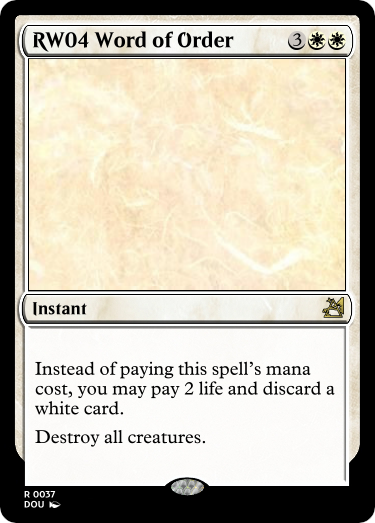 RW04 Word of Order 3
Instant
Instead of paying this spell's mana
cost, you may pay 2 life and discard a
white card.
Destroy all creatures.
R 0037
DOU